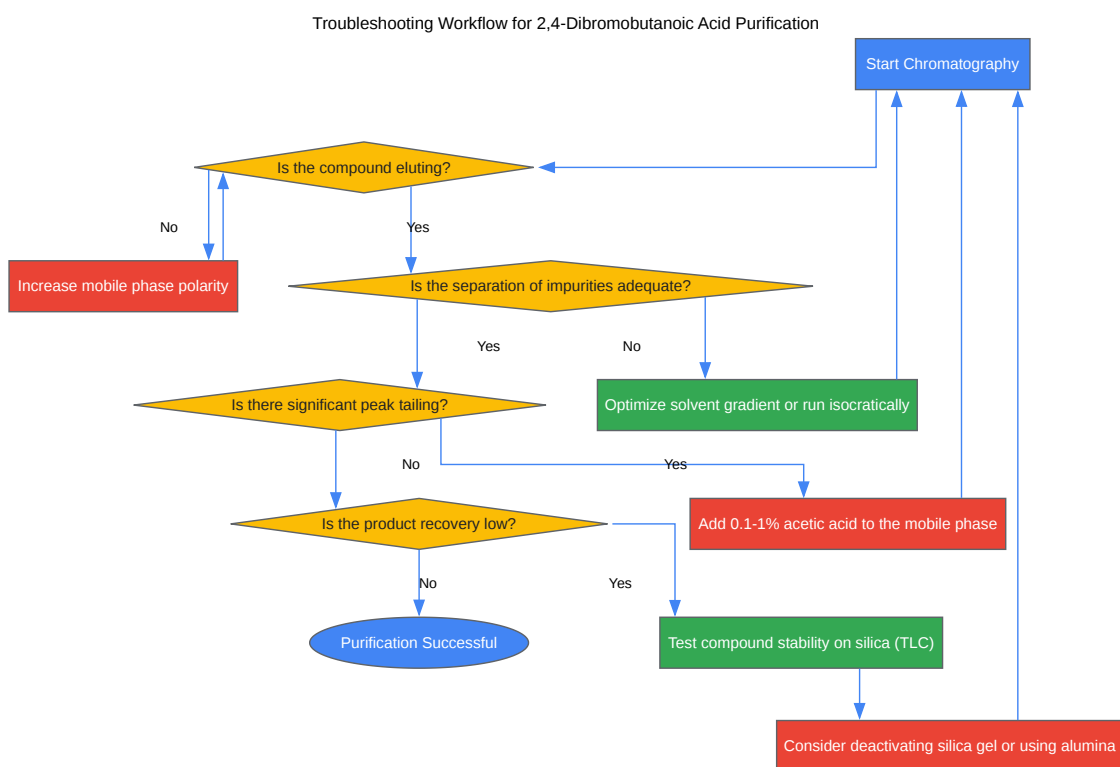 Troubleshooting Workflow for 2,4-Dibromobutanoic Acid Purification
Start Chromatography
Is the compound eluting?
No
Yes
Increase mobile phase polarity
Is the separation of impurities adequate?
Yes
No
Is there significant peak tailing?
Optimize solvent gradient or run isocratically
No
Yes
Is the product recovery low?
Add 0.1-1% acetic acid to the mobile phase
No
Yes
Purification Successful
Test compound stability on silica (TLC)
Consider deactivating silica gel or using alumina